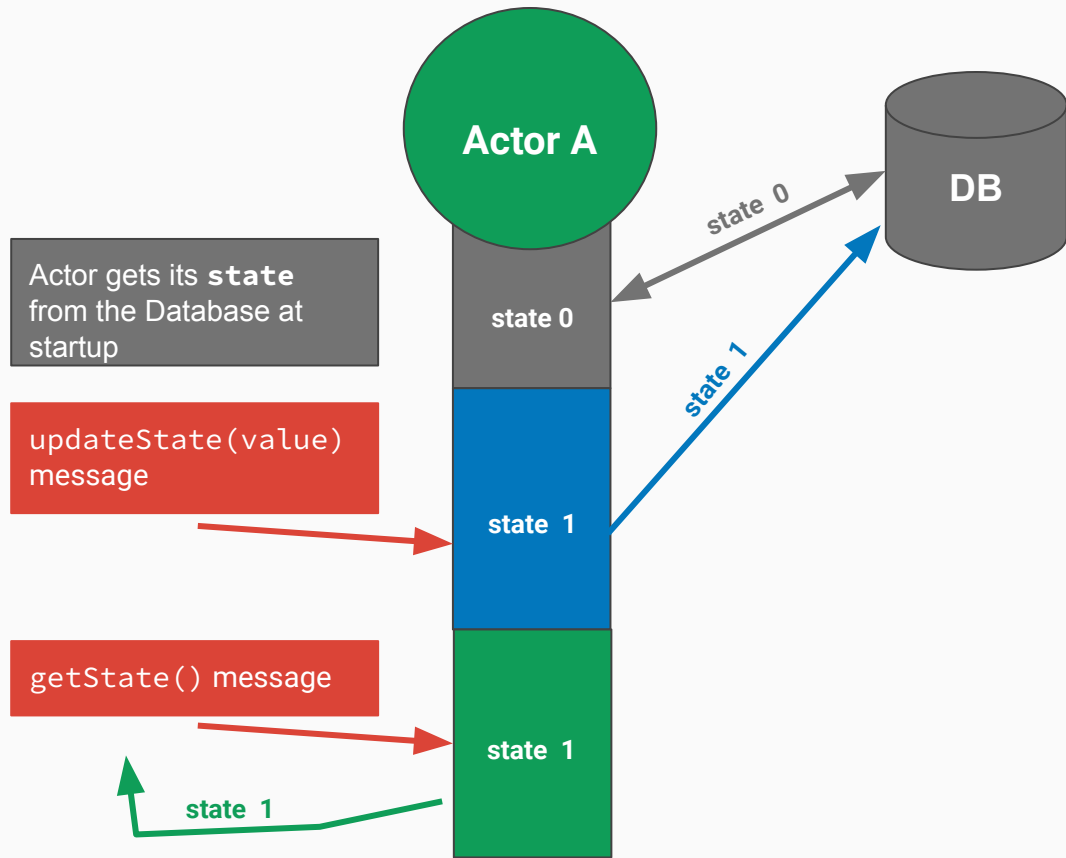 Actor A
DB
state 0
Actor gets its state
from the Database at
startup
state 0
state 1
updateState(value)
message
state 1
getState() message
state 1
state 1